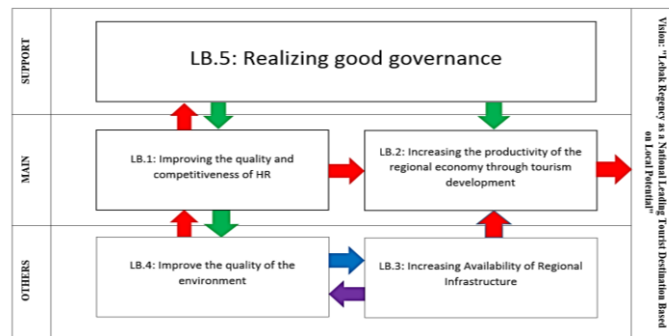 SUPPORT
LB.5: Realizing good governance
MAIN
LB.1: Improving the quality and
competitiveness of HR
LB.2: Increasing the productivity of the
regional economy through tourism
development
OTHERS
LB.4: Improve the quality of the
environment
LB.3: Increasing Availability of Regional
Infrastructure
Vision: "Lebak Regency as a National Leading Tourist Destination Based
on Local Potential"